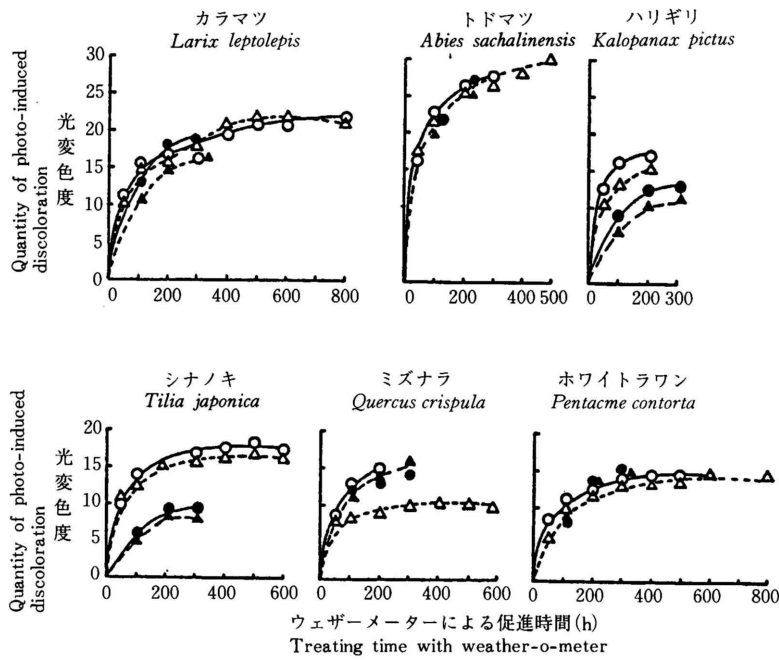 カラマツ
Larix leptolepis
トドマツ
Abies sachalinensis
ハリギリ
Kalopanax pictus
Quantity of photo-induced
discoloration
光変色度
30
25
20
15
10
5
0
0 200 400 600 800
0 200 400 500
0 200 300
シナノキ
Tilia japonica
ミズナラ
Quercus crispula
ホワイトラワン
Pentacme contorta
Quantity of photo-induced
discoloration
光変色度
20
15
10
5
0
0 200 400 600
0 200 400 600
0 200 400 600 800
ウェザーメーターによる促進時間(h)
Treating time with weather-o-meter